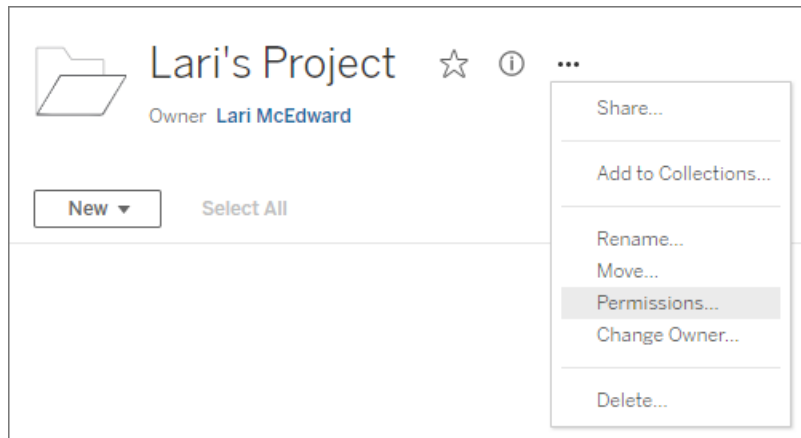 Lari's Project
Owner Lari McEdward
New
Select All
Share...
Add to Collections...
Rename...
Move...
Permissions...
Change Owner...
Delete...